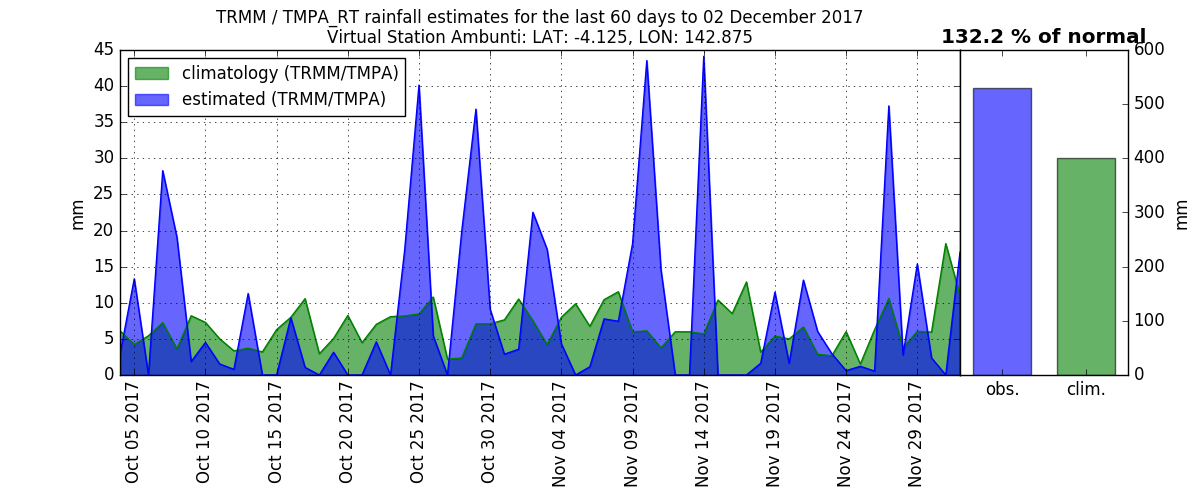 TRMM / TMPA_RT rainfall estimates for the last 60 days to 02 December 2017
Virtual Station Ambunti: LAT: -4.125, LON: 142.875
132.2 % of normal
climatology (TRMM/TMPA)
estimated (TRMM/TMPA)
45
40
35
30
25
20
15
10
5
0
mm
Oct 05 2017
Oct 10 2017
Oct 15 2017
Oct 20 2017
Oct 25 2017
Oct 30 2017
Nov 04 2017
Nov 09 2017
Nov 14 2017
Nov 19 2017
Nov 24 2017
Nov 29 2017
obs.
clim.
600
500
400
300
200
100
0
mm